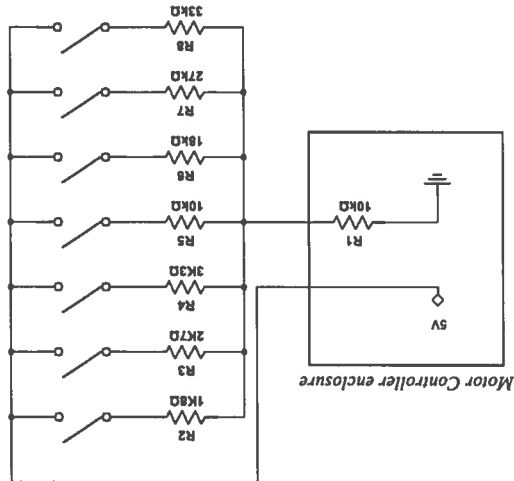 Motor Controller enclosure
5V
R1
10kΩ
R2
1K8Ω
R3
2K7Ω
R4
3K3Ω
R5
10kΩ
R6
18kΩ
R7
27kΩ
R8
33kΩ